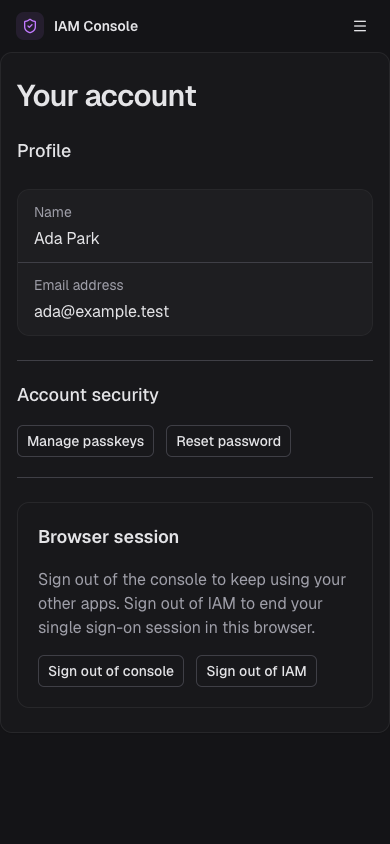 IAM Console
Your account
Profile
Name
Ada Park
Email address
ada@example.test
Account security
Manage passkeys
Reset password
Browser session
Sign out of the console to keep using your
other apps. Sign out of IAM to end your
single sign-on session in this browser.
Sign out of console
Sign out of IAM